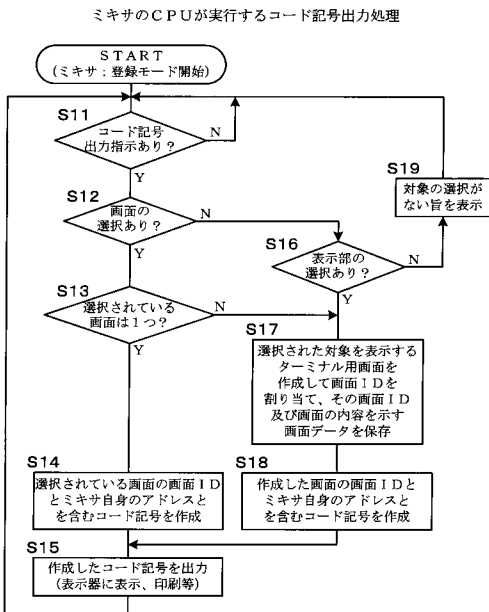 ミキサのCPUが実行するコード記号出力処理
START
(ミキサ：登録モード開始)
S11
コード記号
出力指示あり？
N
Y
S19
対象の選択が
ない旨を表示
S12
画面の
選択あり？
N
Y
S16
表示部の
選択あり？
N
Y
S13
選択されている
画面は1つ？
N
Y
S17
選択された対象を表示する
ターミナル用画面を
作成して画面IDを
割り当て、その画面ID
及び画面の内容を示す
画面データを保存
S14
選択されている画面の画面ID
とミキサ自身のアドレスと
を含むコード記号を作成
S18
作成した画面の画面IDと
ミキサ自身のアドレスと
を含むコード記号を作成
S15
作成したコード記号を出力
(表示器に表示、印刷等)